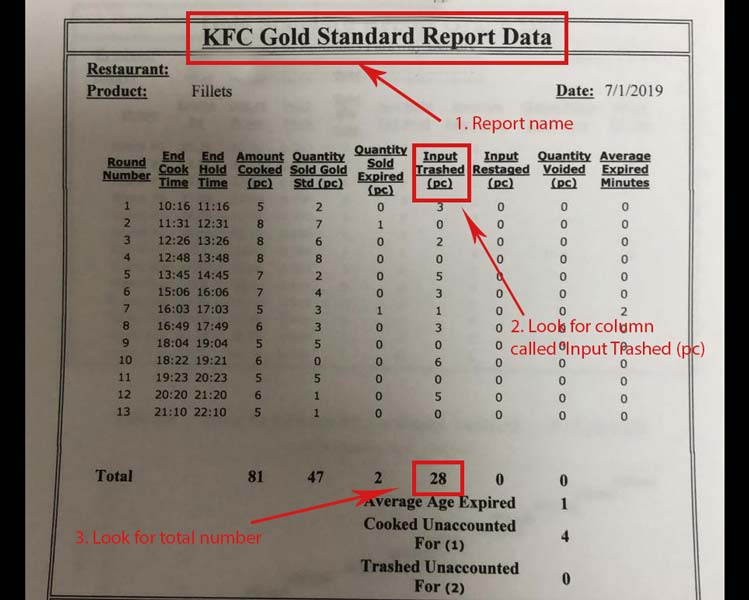 KFC Gold Standard Report Data
Restaurant:
Product: Fillets Date: 7/1/2019
1. Report name
Round Number End Cook Time End Hold Time Amount Cooked (pc) Quantity Sold Gold Std (pc) Quantity Sold Expired (pc) Input Trashed (pc) Input Restaged (pc) Quantity Voided (pc) Average Expired Minutes
1 10:16 11:16 5 2 0 3 0 0 0
2 11:31 12:31 8 7 1 0 0 0 0
3 12:26 13:26 8 6 0 2 0 0 0
4 12:48 13:48 8 8 0 0 0 0 0
5 13:45 14:45 7 2 0 5 0 0 0
6 15:06 16:06 7 4 0 3 0 0 0
7 16:03 17:03 5 3 1 1 0 0 2
8 16:49 17:49 6 3 0 3 0 0
2. Look for column
called "Input Trashed (pc)
9 18:04 19:04 5 5 0 0 0 0 0
10 18:22 19:21 6 0 0 6 0 0 0
11 19:23 20:23 5 5 0 0 0 0 0
12 20:20 21:20 6 1 0 5 0 0 0
13 21:10 22:10 5 1 0 0 0 0 0
Total 81 47 2 28 0 0
Average Age Expired 1
3. Look for total number
Cooked Unaccounted 4
For (1)
Trashed Unaccounted 0
For (2)